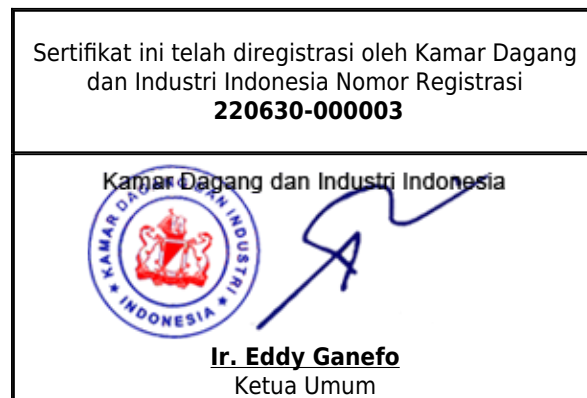 Sertifikat ini telah diregistrasi oleh Kamar Dagang
dan Industri Indonesia Nomor Registrasi
220630-000003
Kamar Dagang dan Industri Indonesia
KAMAR DAGANG DAN INDUSTRI
INDONESIA
Ir. Eddy Ganefo
Ketua Umum